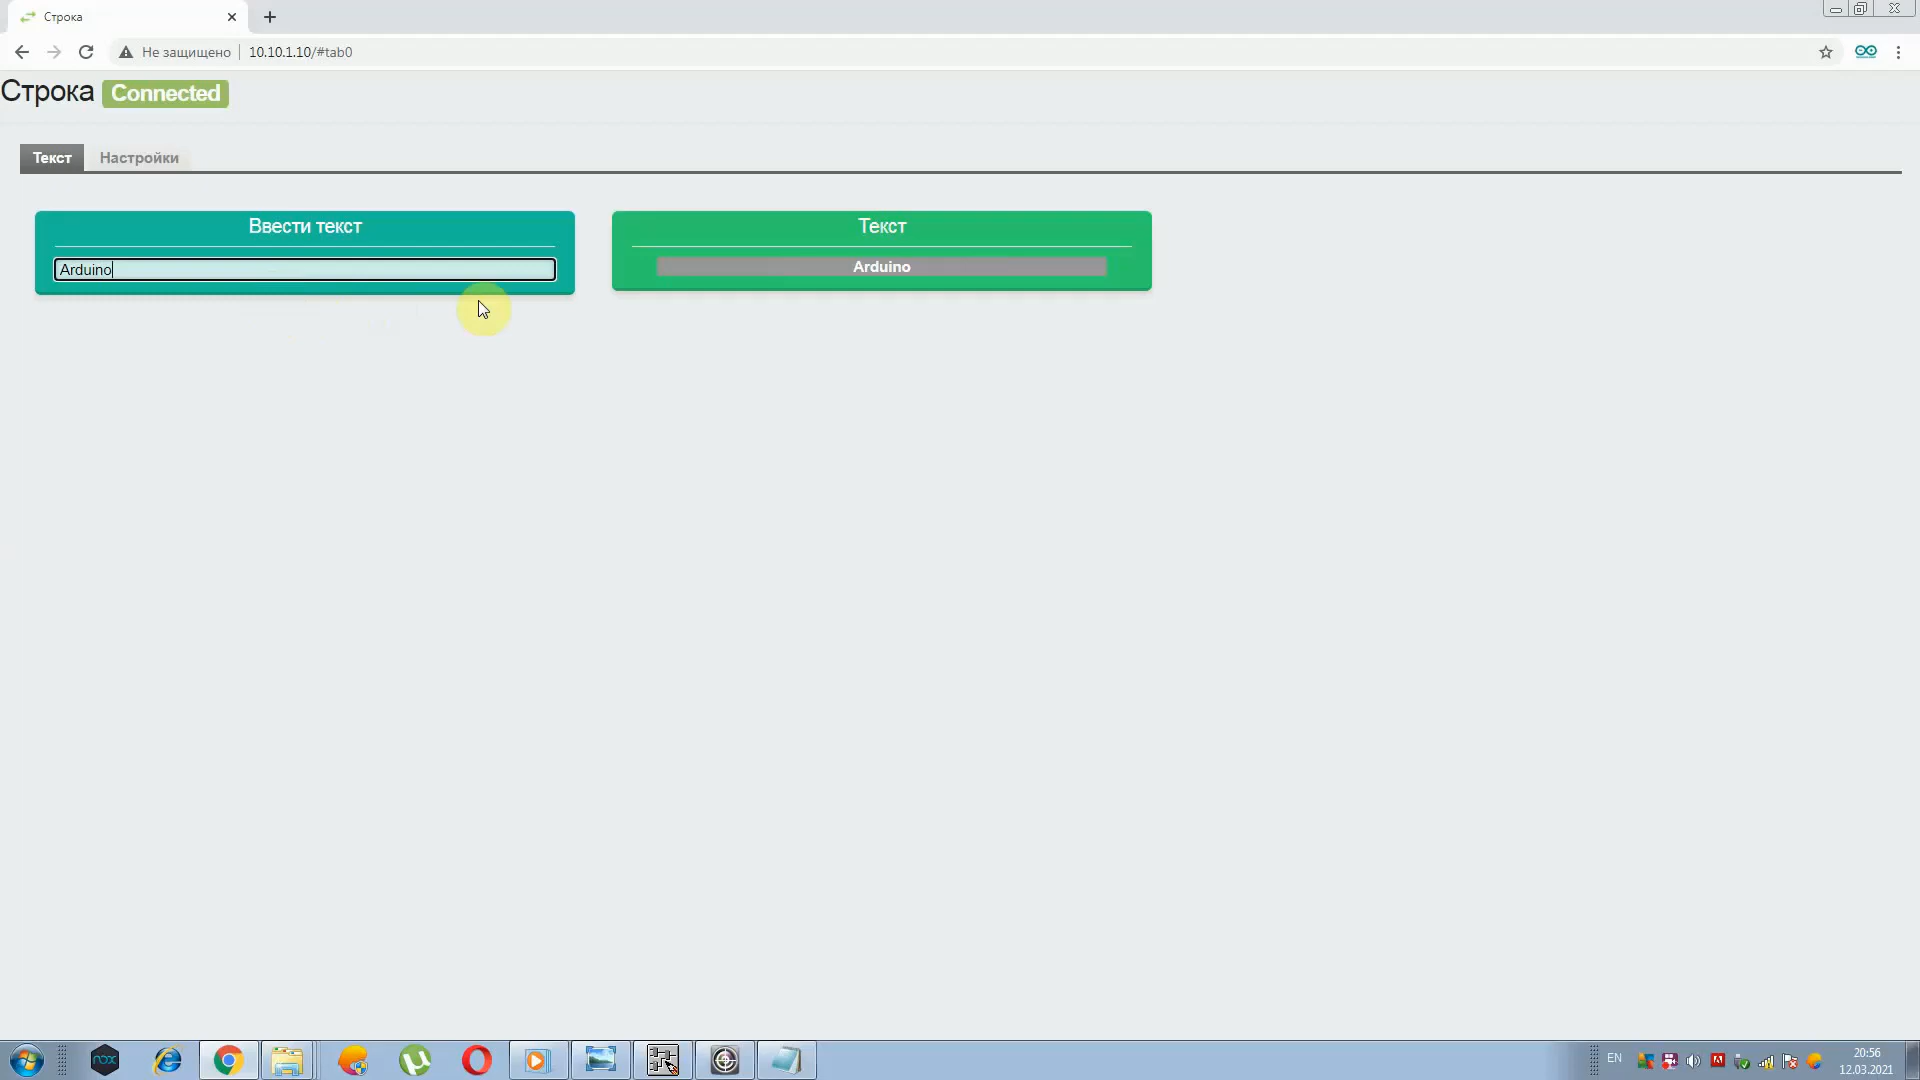 Строка
Не защищено
10.10.1.10/#tab0
Строка Connected
Текст
Настройки
Ввести текст
Arduino
Текст
Arduino
nox
EN
20:56
12.03.2021